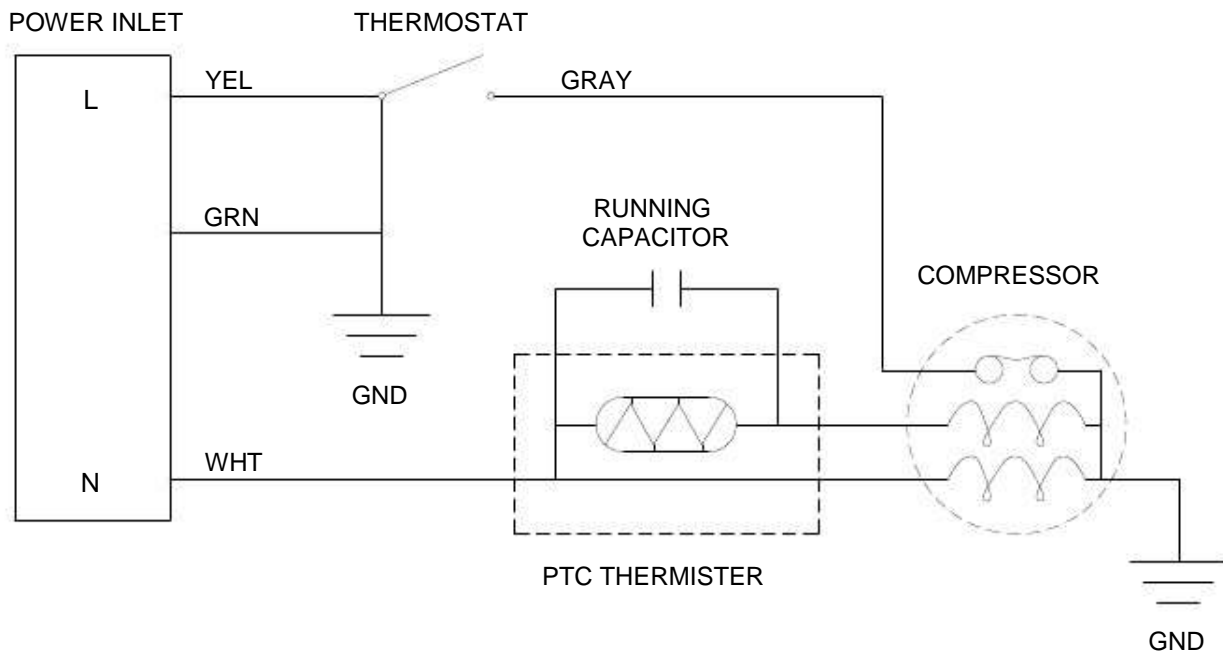 POWER INLET
THERMOSTAT
L
YEL
GRAY
GRN
RUNNING
CAPACITOR
COMPRESSOR
GND
WHT
N
PTC THERMISTER
GND